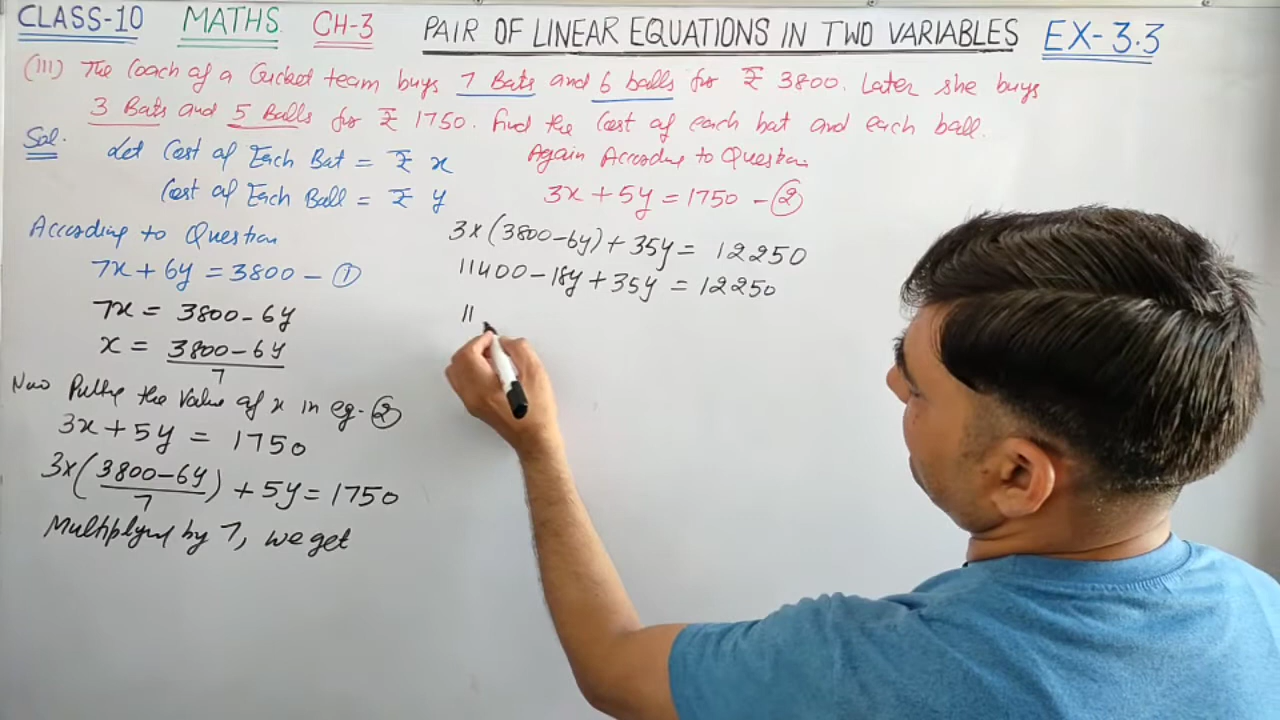 CLASS-10 MATHS. CH-3 PAIR OF LINEAR EQUATIONS IN TWO VARIABLES EX-3.3
(III) The Coach of a Cricket team buys 7 Bats and 6 balls for ₹ 3800. Later she buys
3 Bats and 5 Balls for ₹ 1750. Find the Cost of each bat and each ball.
Sol. Let Cost of Each Bat = ₹ x
Cost of Each Ball = ₹ y
According to Question
7x + 6y = 3800 - ①
7x = 3800 - 6y
x = 3800 - 6y
7
Now Putting the Value of x in eq- ②
3x + 5y = 1750
3×(3800-6y) + 5y = 1750
7
Multiplying by 7, we get
Again According to Question
3x + 5y = 1750 - ②
3×(3800-6y) + 35y = 12250
11400 - 18y + 35y = 12250
11